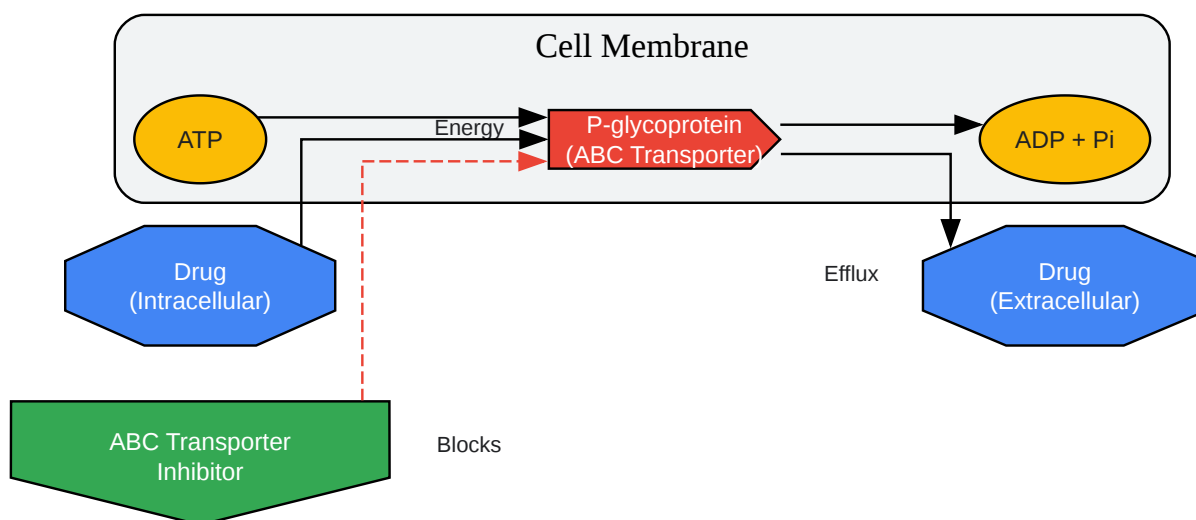 Cell Membrane
ATP
Energy
P-glycoprotein
(ABC Transporter)
ADP + Pi
Drug
(Intracellular)
Efflux
Drug
(Extracellular)
ABC Transporter
Inhibitor
Blocks